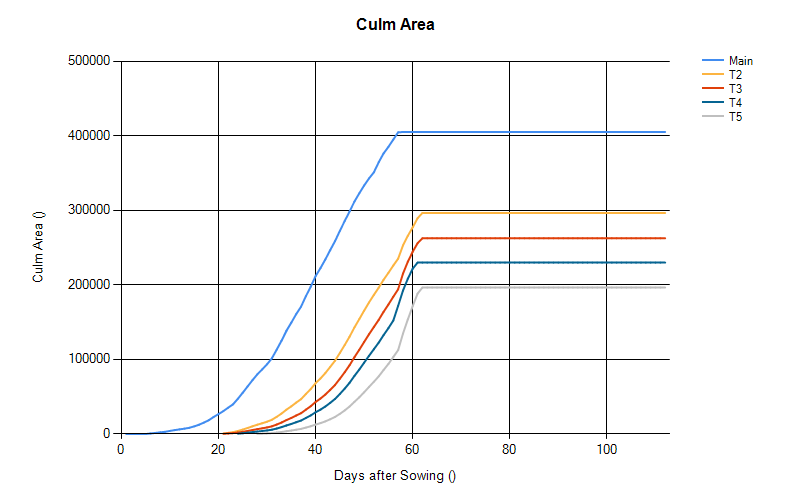 Culm Area
500000
400000
300000
200000
100000
0
0 20 40 60 80 100
Culm Area ()
Days after Sowing ()
Main
T2
T3
T4
T5